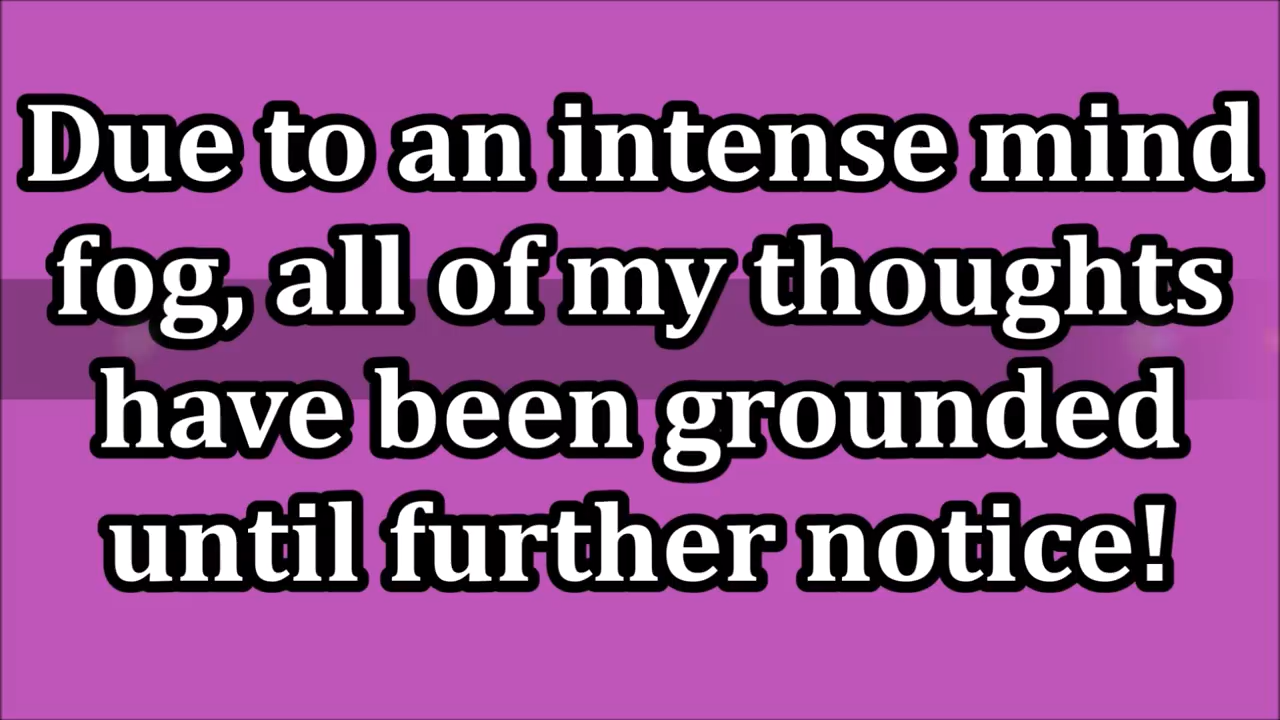 Due to an intense mind
fog, all of my thoughts
have been grounded
until further notice!